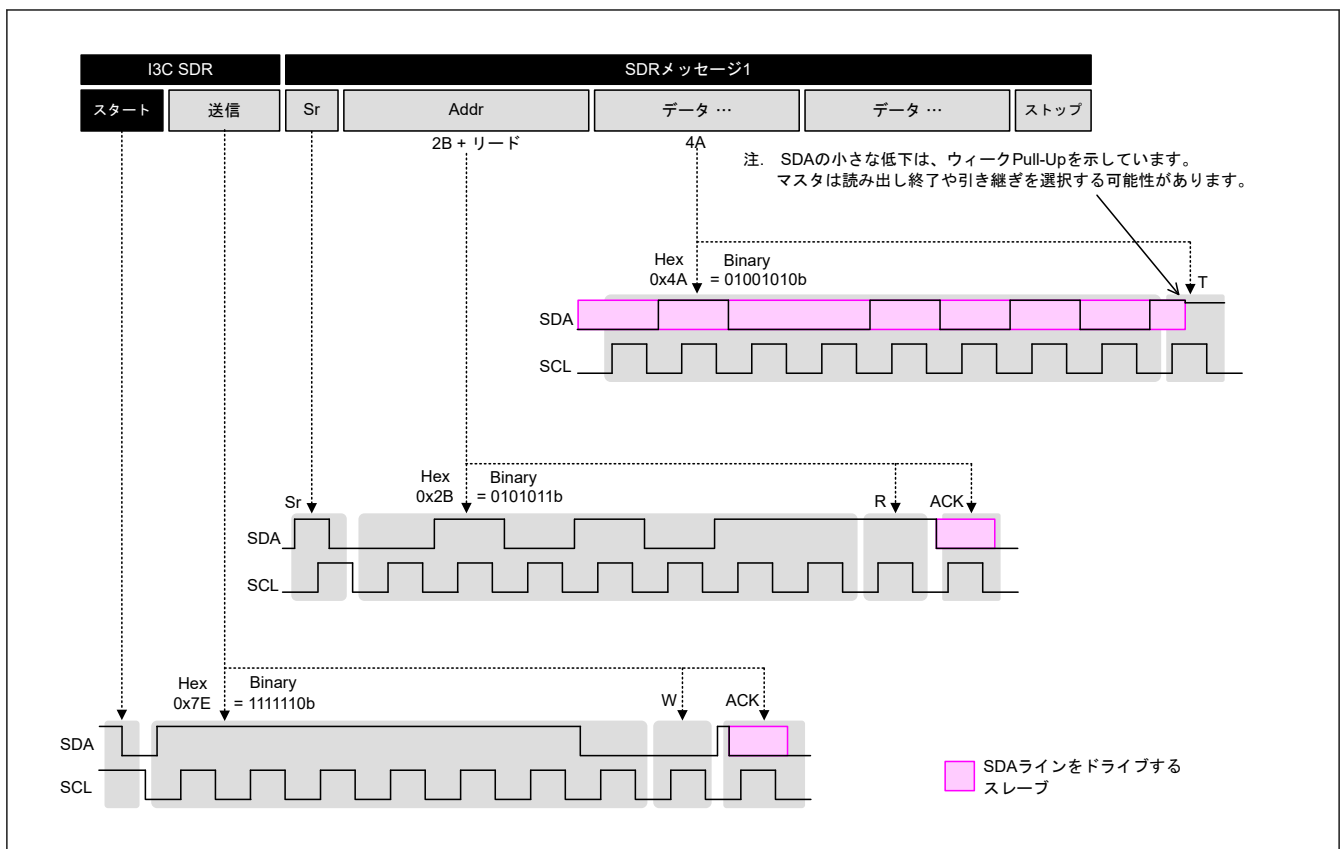 I3C SDR
SDRメッセージ1
スタート
送信
Sr
Addr
データ …
データ …
ストップ
2B + リード
4A
注. SDAの小さな低下は、ウィークPull-Upを示しています。
マスタは読み出し終了や引き継ぎを選択する可能性があります。
Hex Binary
0x4A = 01001010b
T
SDA
SCL
Hex Binary
0x2B = 0101011b
Sr
R
ACK
SDA
SCL
Hex Binary
0x7E = 1111110b
W
ACK
SDA
SCL
SDAラインをドライブする
スレーブ